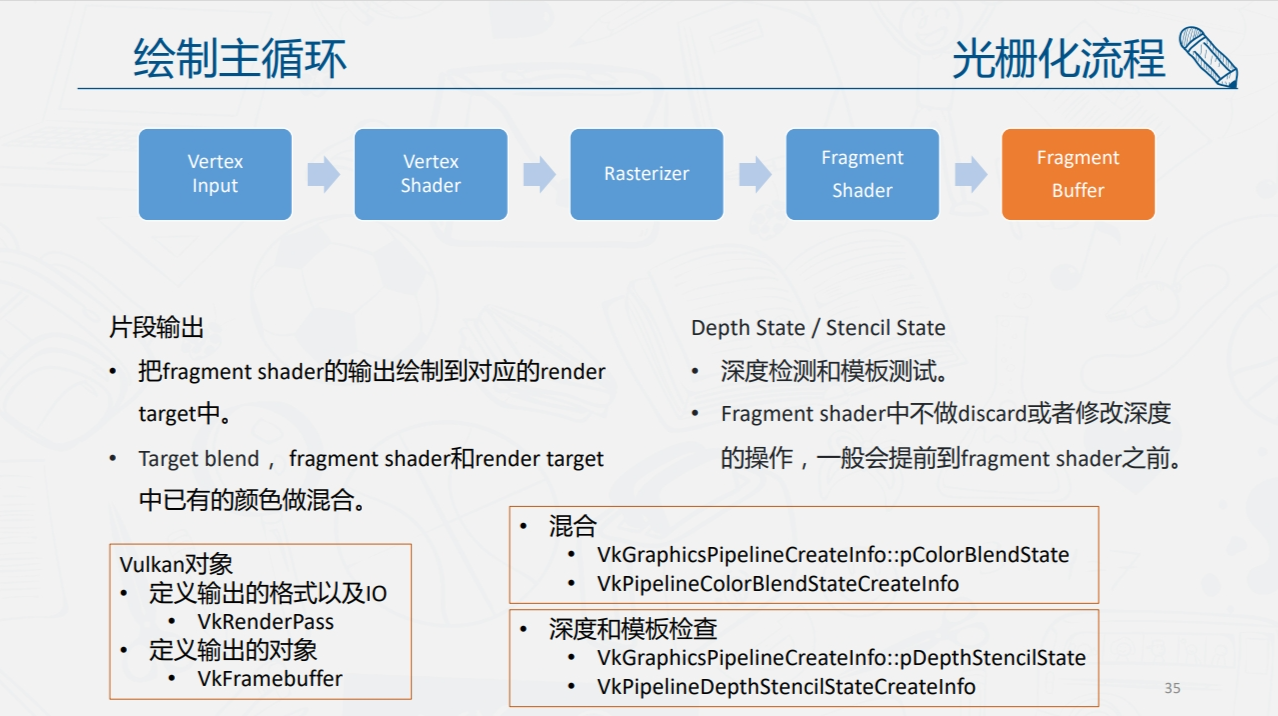 绘制主循环
光栅化流程
Vertex
Input
Vertex
Shader
Rasterizer
Fragment
Shader
Fragment
Buffer
片段输出
• 把fragment shader的输出绘制到对应的render
target中。
• Target blend，fragment shader和render target
中已有的颜色做混合。
Depth State / Stencil State
• 深度检测和模板测试。
• Fragment shader中不做discard或者修改深度
的操作，一般会提前到fragment shader之前。
Vulkan对象
• 定义输出的格式以及IO
• VkRenderPass
• 定义输出的对象
• VkFramebuffer
• 混合
• VkGraphicsPipelineCreateInfo::pColorBlendState
• VkPipelineColorBlendStateCreateInfo
• 深度和模板检查
• VkGraphicsPipelineCreateInfo::pDepthStencilState
• VkPipelineDepthStencilStateCreateInfo
35